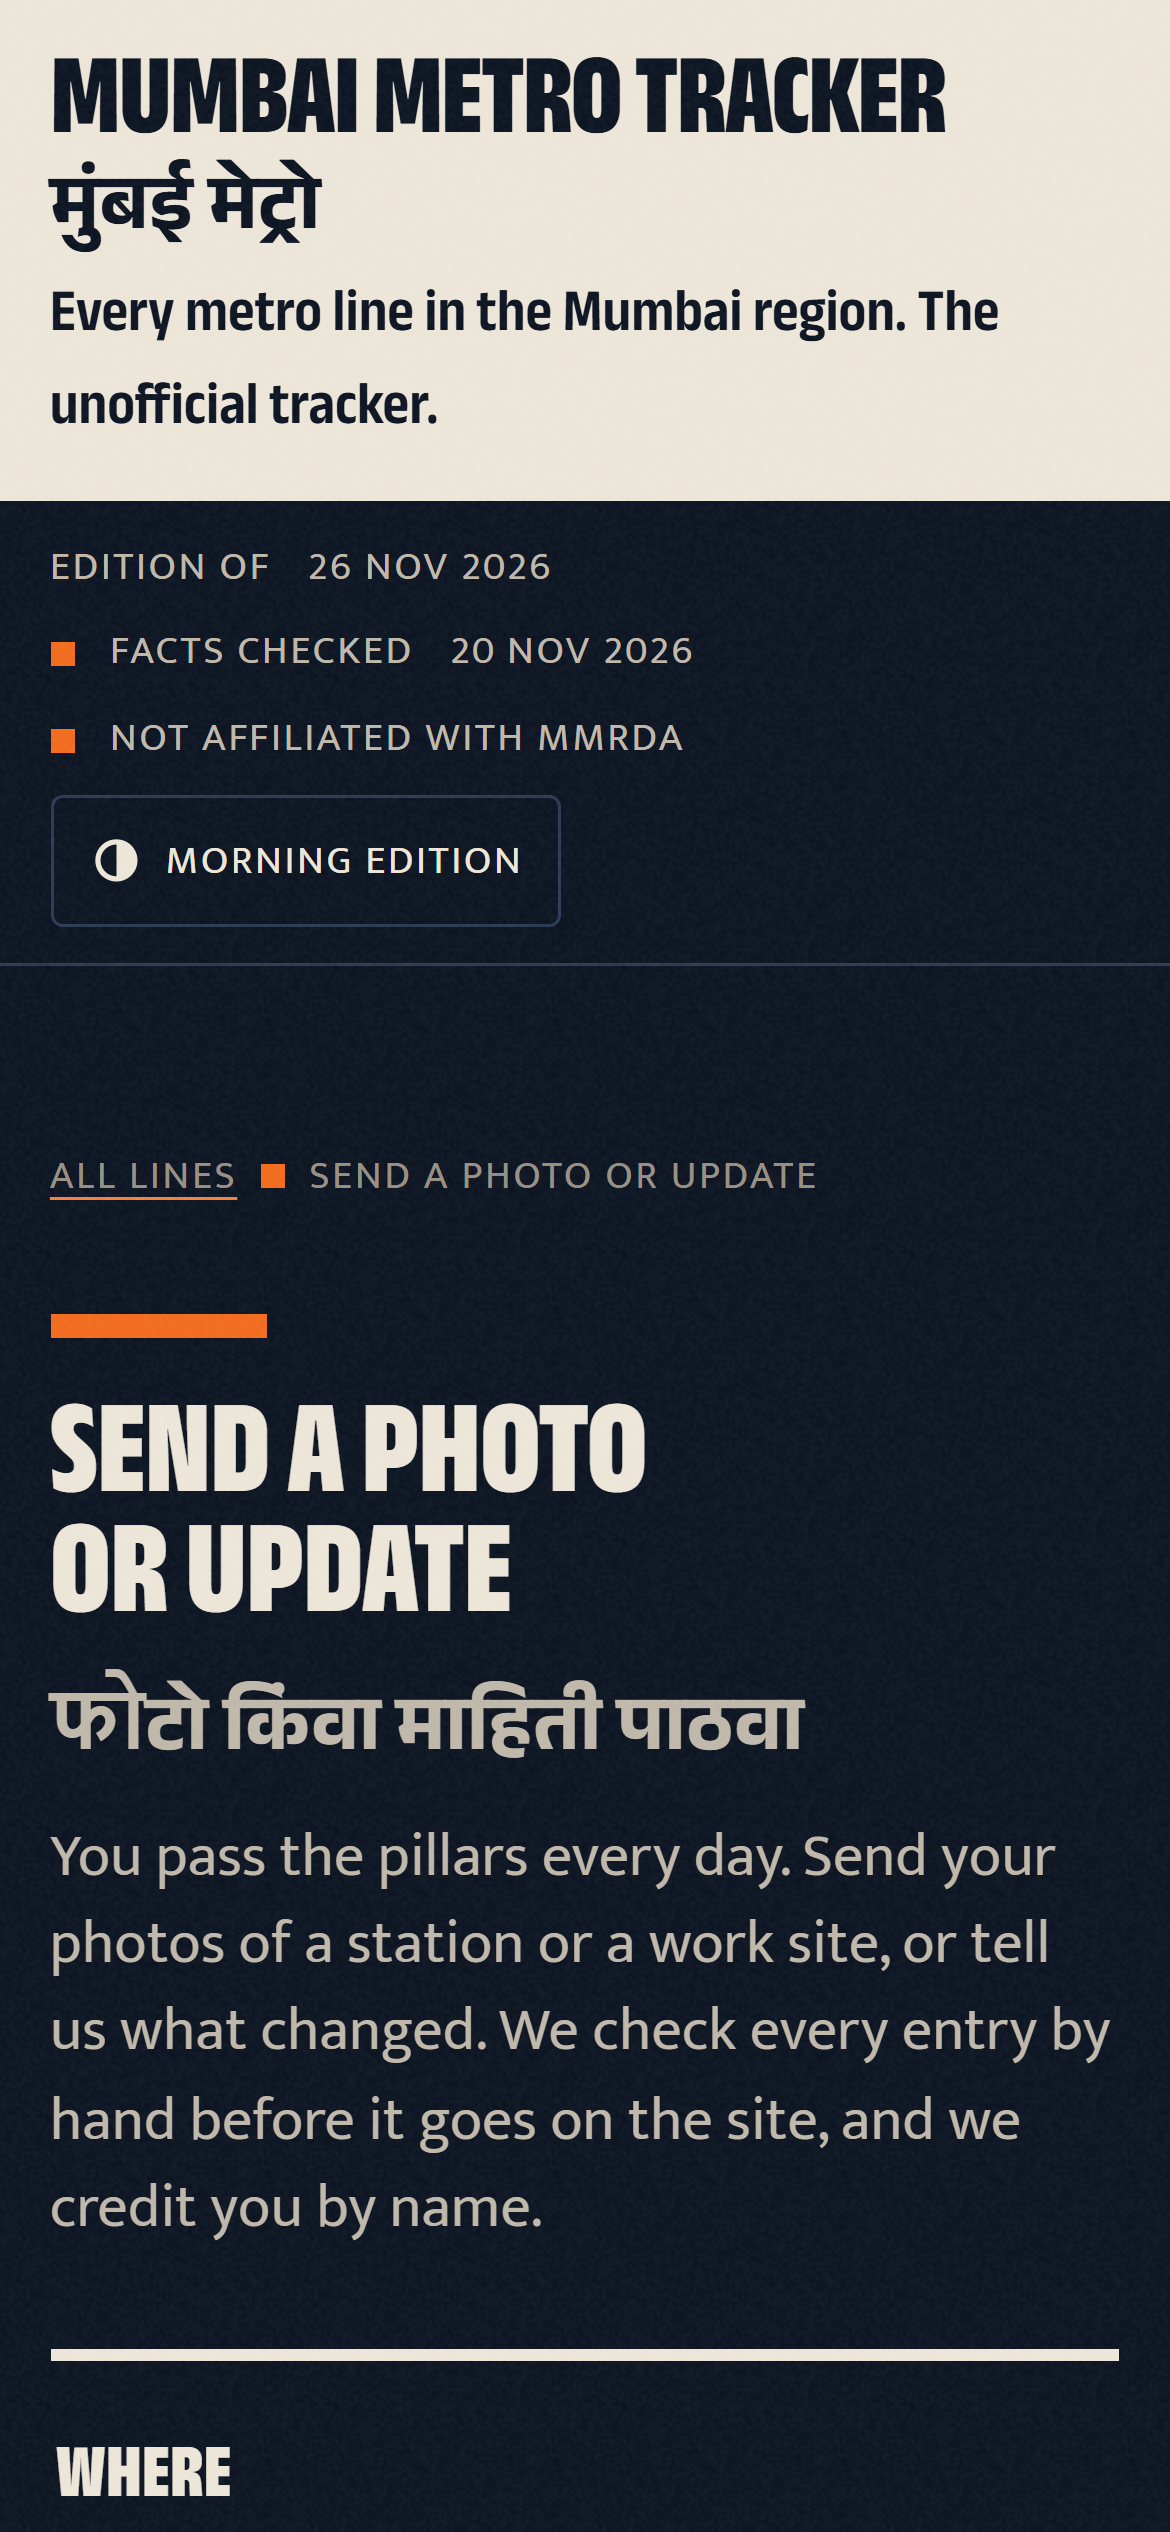 MUMBAI METRO TRACKER
मुंबई मेट्रो
Every metro line in the Mumbai region. The
unofficial tracker.
EDITION OF 26 NOV 2026
FACTS CHECKED 20 NOV 2026
NOT AFFILIATED WITH MMRDA
MORNING EDITION
ALL LINES SEND A PHOTO OR UPDATE
SEND A PHOTO
OR UPDATE
फोटो किंवा माहिती पाठवा
You pass the pillars every day. Send your
photos of a station or a work site, or tell
us what changed. We check every entry by
hand before it goes on the site, and we
credit you by name.
WHERE